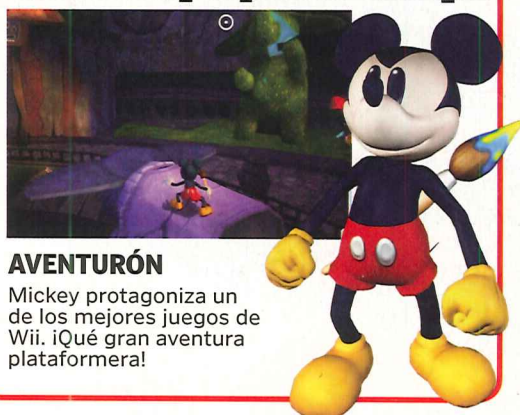 AVENTURÓN
Mickey protagoniza un
de los mejores juegos de
Wii. ¡Qué gran aventura
plataformera!